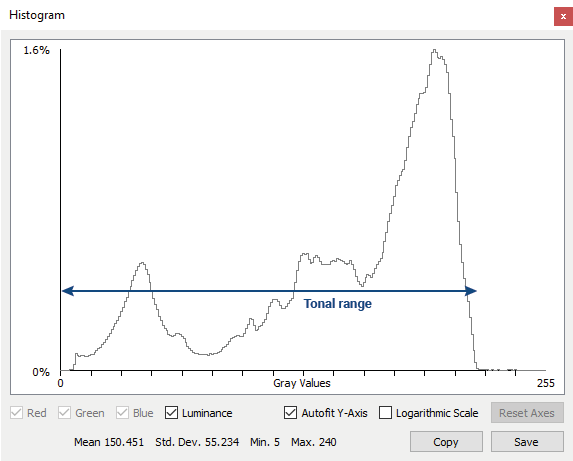 Histogram
x
1.6%
Tonal range
0%
0 Gray Values 255
Red Green Blue Luminance Autofit Y-Axis Logarithmic Scale Reset Axes
Mean 150.451 Std. Dev. 55.234 Min. 5 Max. 240 Copy Save